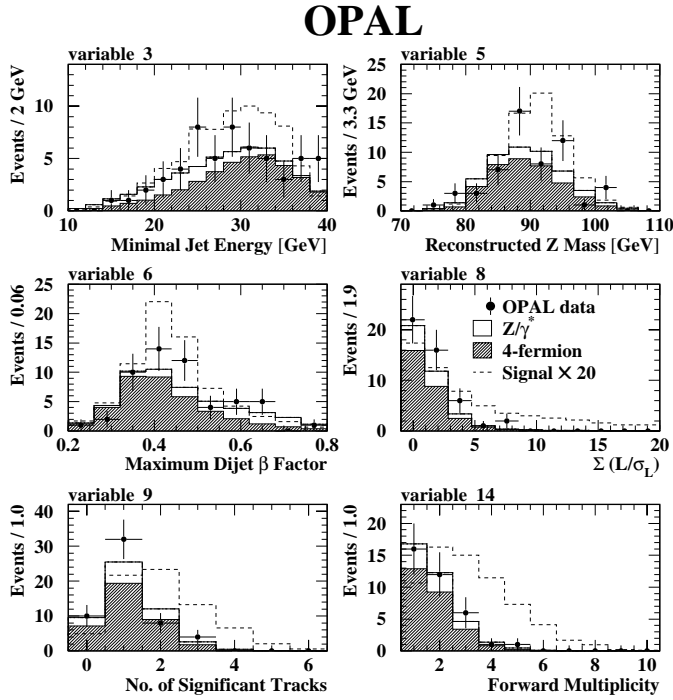 OPAL
variable 3
Events / 2 GeV
10
5
0
10 20 30 40
Minimal Jet Energy [GeV]
variable 5
Events / 3.3 GeV
25
20
15
10
5
0
70 80 90 100 110
Reconstructed Z Mass [GeV]
variable 6
Events / 0.06
25
20
15
10
5
0
0.2 0.4 0.6 0.8
Maximum Dijet β Factor
variable 8
Events / 1.9
20
10
0
0 5 10 15 20
Σ (L/σL)
OPAL data
Z/γ*
4-fermion
Signal × 20
variable 9
Events / 1.0
40
30
20
10
0
0 2 4 6
No. of Significant Tracks
variable 14
Events / 1.0
20
15
10
5
0
2 4 6 8 10
Forward Multiplicity